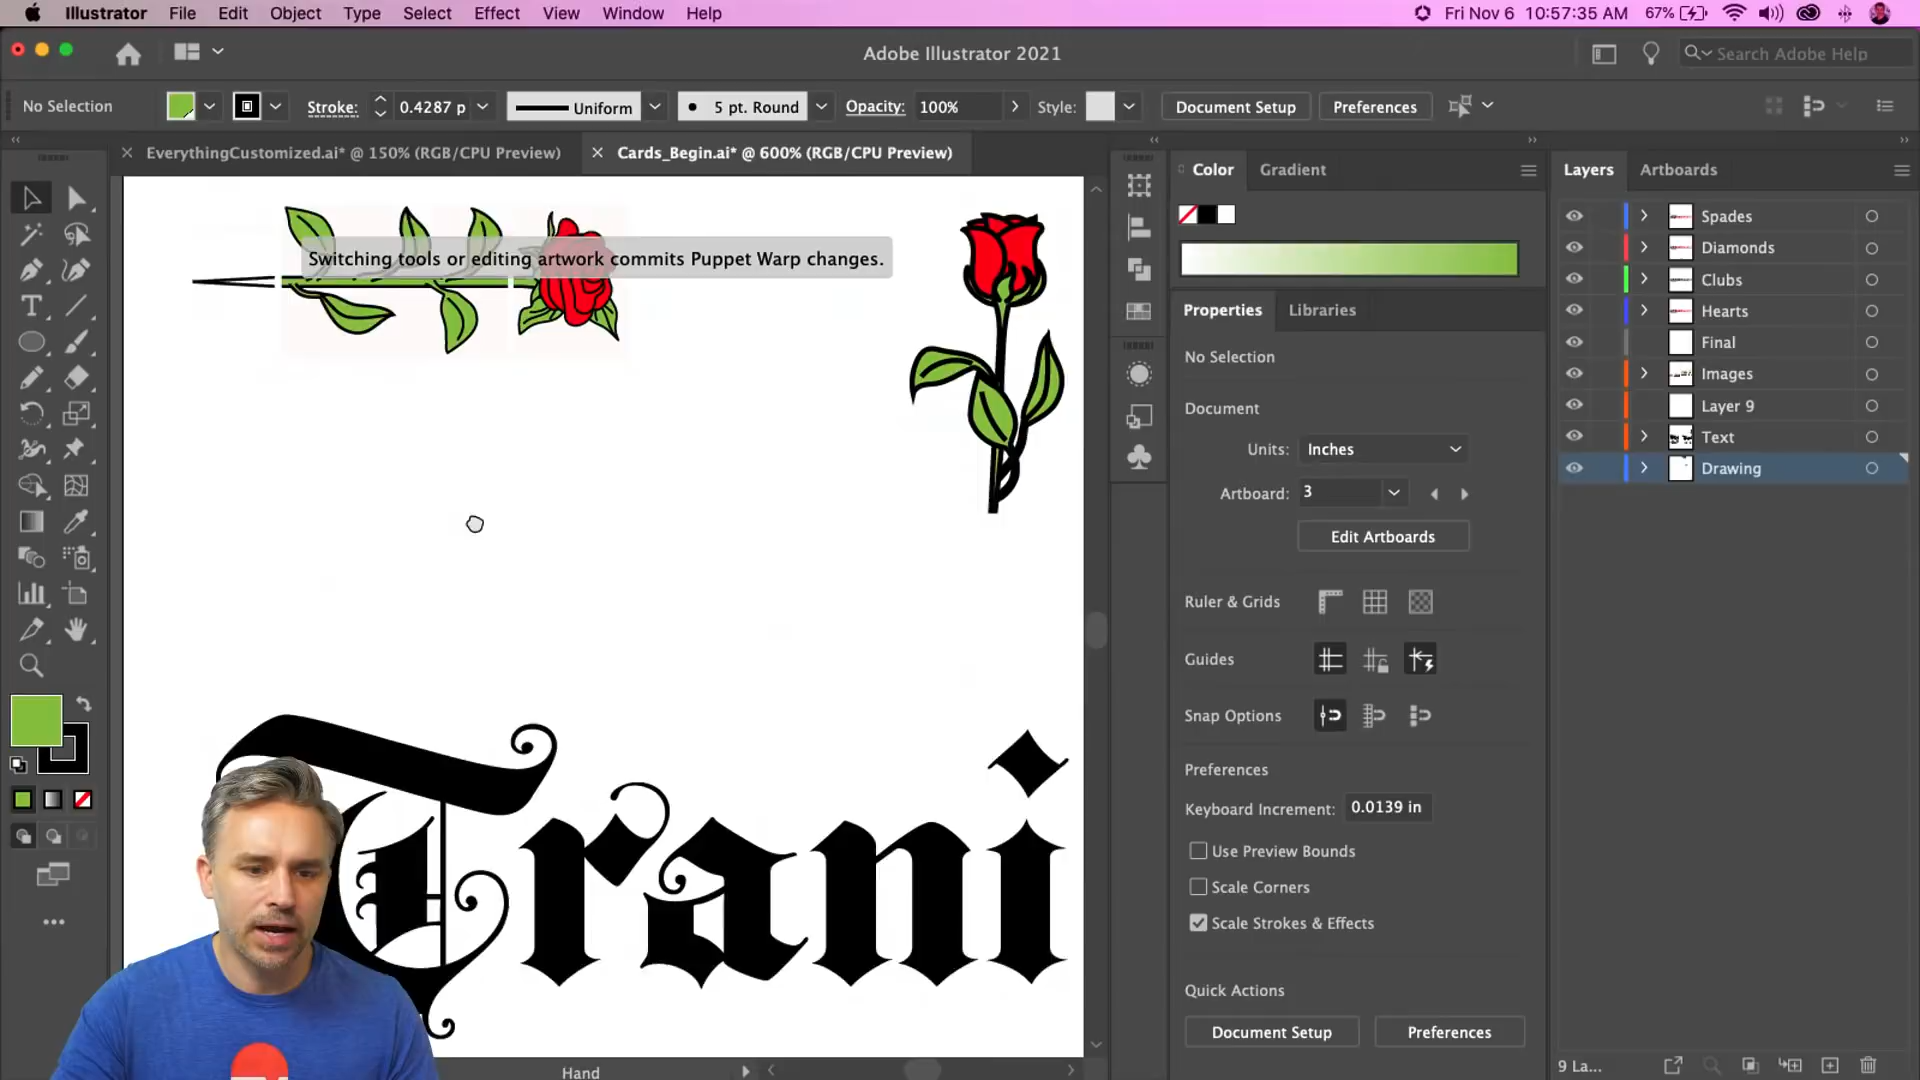 Illustrator File Edit Object Type Select Effect View Window Help
Fri Nov 6 10:57:35 AM 67%
Adobe Illustrator 2021
Search Adobe Help
No Selection
Stroke: 0.4287 p
Uniform
5 pt. Round
Opacity: 100%
Style:
Document Setup
Preferences
EverythingCustomized.ai* @ 150% (RGB/CPU Preview)
Cards_Begin.ai* @ 600% (RGB/CPU Preview)
Switching tools or editing artwork commits Puppet Warp changes.
Trani
Hand
Color
Gradient
Properties
Libraries
No Selection
Document
Units: Inches
Artboard: 3
Edit Artboards
Ruler & Grids
Guides
Snap Options
Preferences
Keyboard Increment: 0.0139 in
Use Preview Bounds
Scale Corners
Scale Strokes & Effects
Quick Actions
Document Setup
Preferences
Layers
Artboards
Spades
Diamonds
Clubs
Hearts
Final
Images
Layer 9
Text
Drawing
9 La...